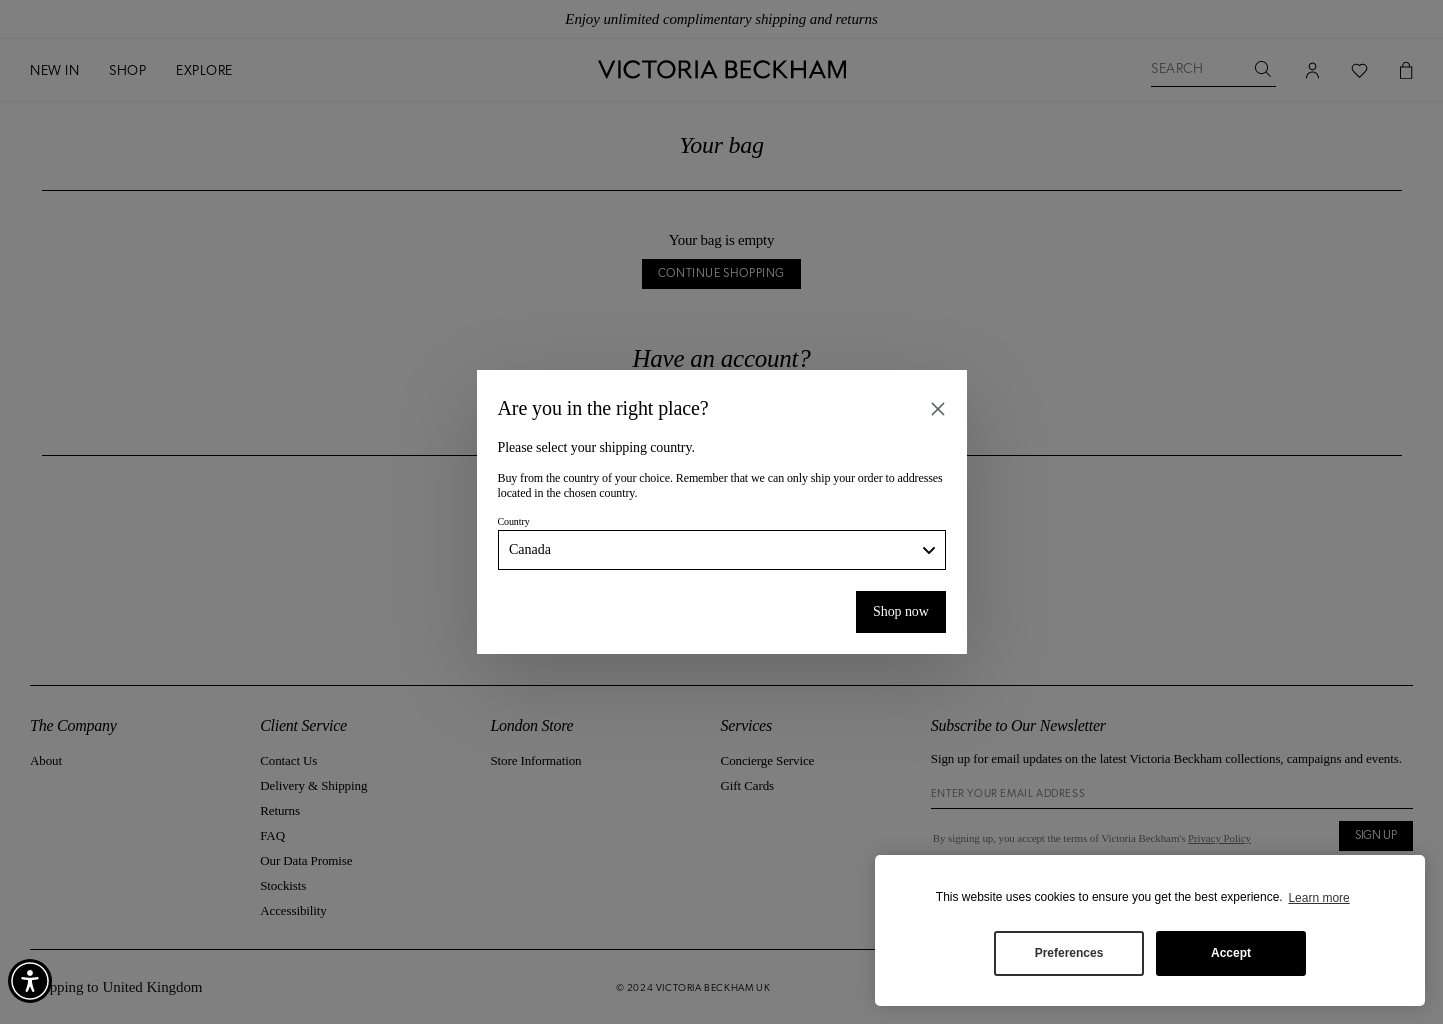 Enjoy unlimited complimentary shipping and returns
NEW IN
SHOP
EXPLORE
VICTORIA BECKHAM
SEARCH
Your bag
Your bag is empty
CONTINUE SHOPPING
Have an account?
Are you in the right place?
Please select your shipping country.
Buy from the country of your choice. Remember that we can only ship your order to addresses
located in the chosen country.
Country
Canada
Shop now
The Company
About
Client Service
Contact Us
Delivery & Shipping
Returns
FAQ
Our Data Promise
Stockists
Accessibility
London Store
Store Information
Services
Concierge Service
Gift Cards
Subscribe to Our Newsletter
Sign up for email updates on the latest Victoria Beckham collections, campaigns and events.
ENTER YOUR EMAIL ADDRESS
By signing up, you accept the terms of Victoria Beckham's Privacy Policy
SIGN UP
This website uses cookies to ensure you get the best experience. Learn more
Preferences
Accept
to United Kingdom
© 2024 VICTORIA BECKHAM UK